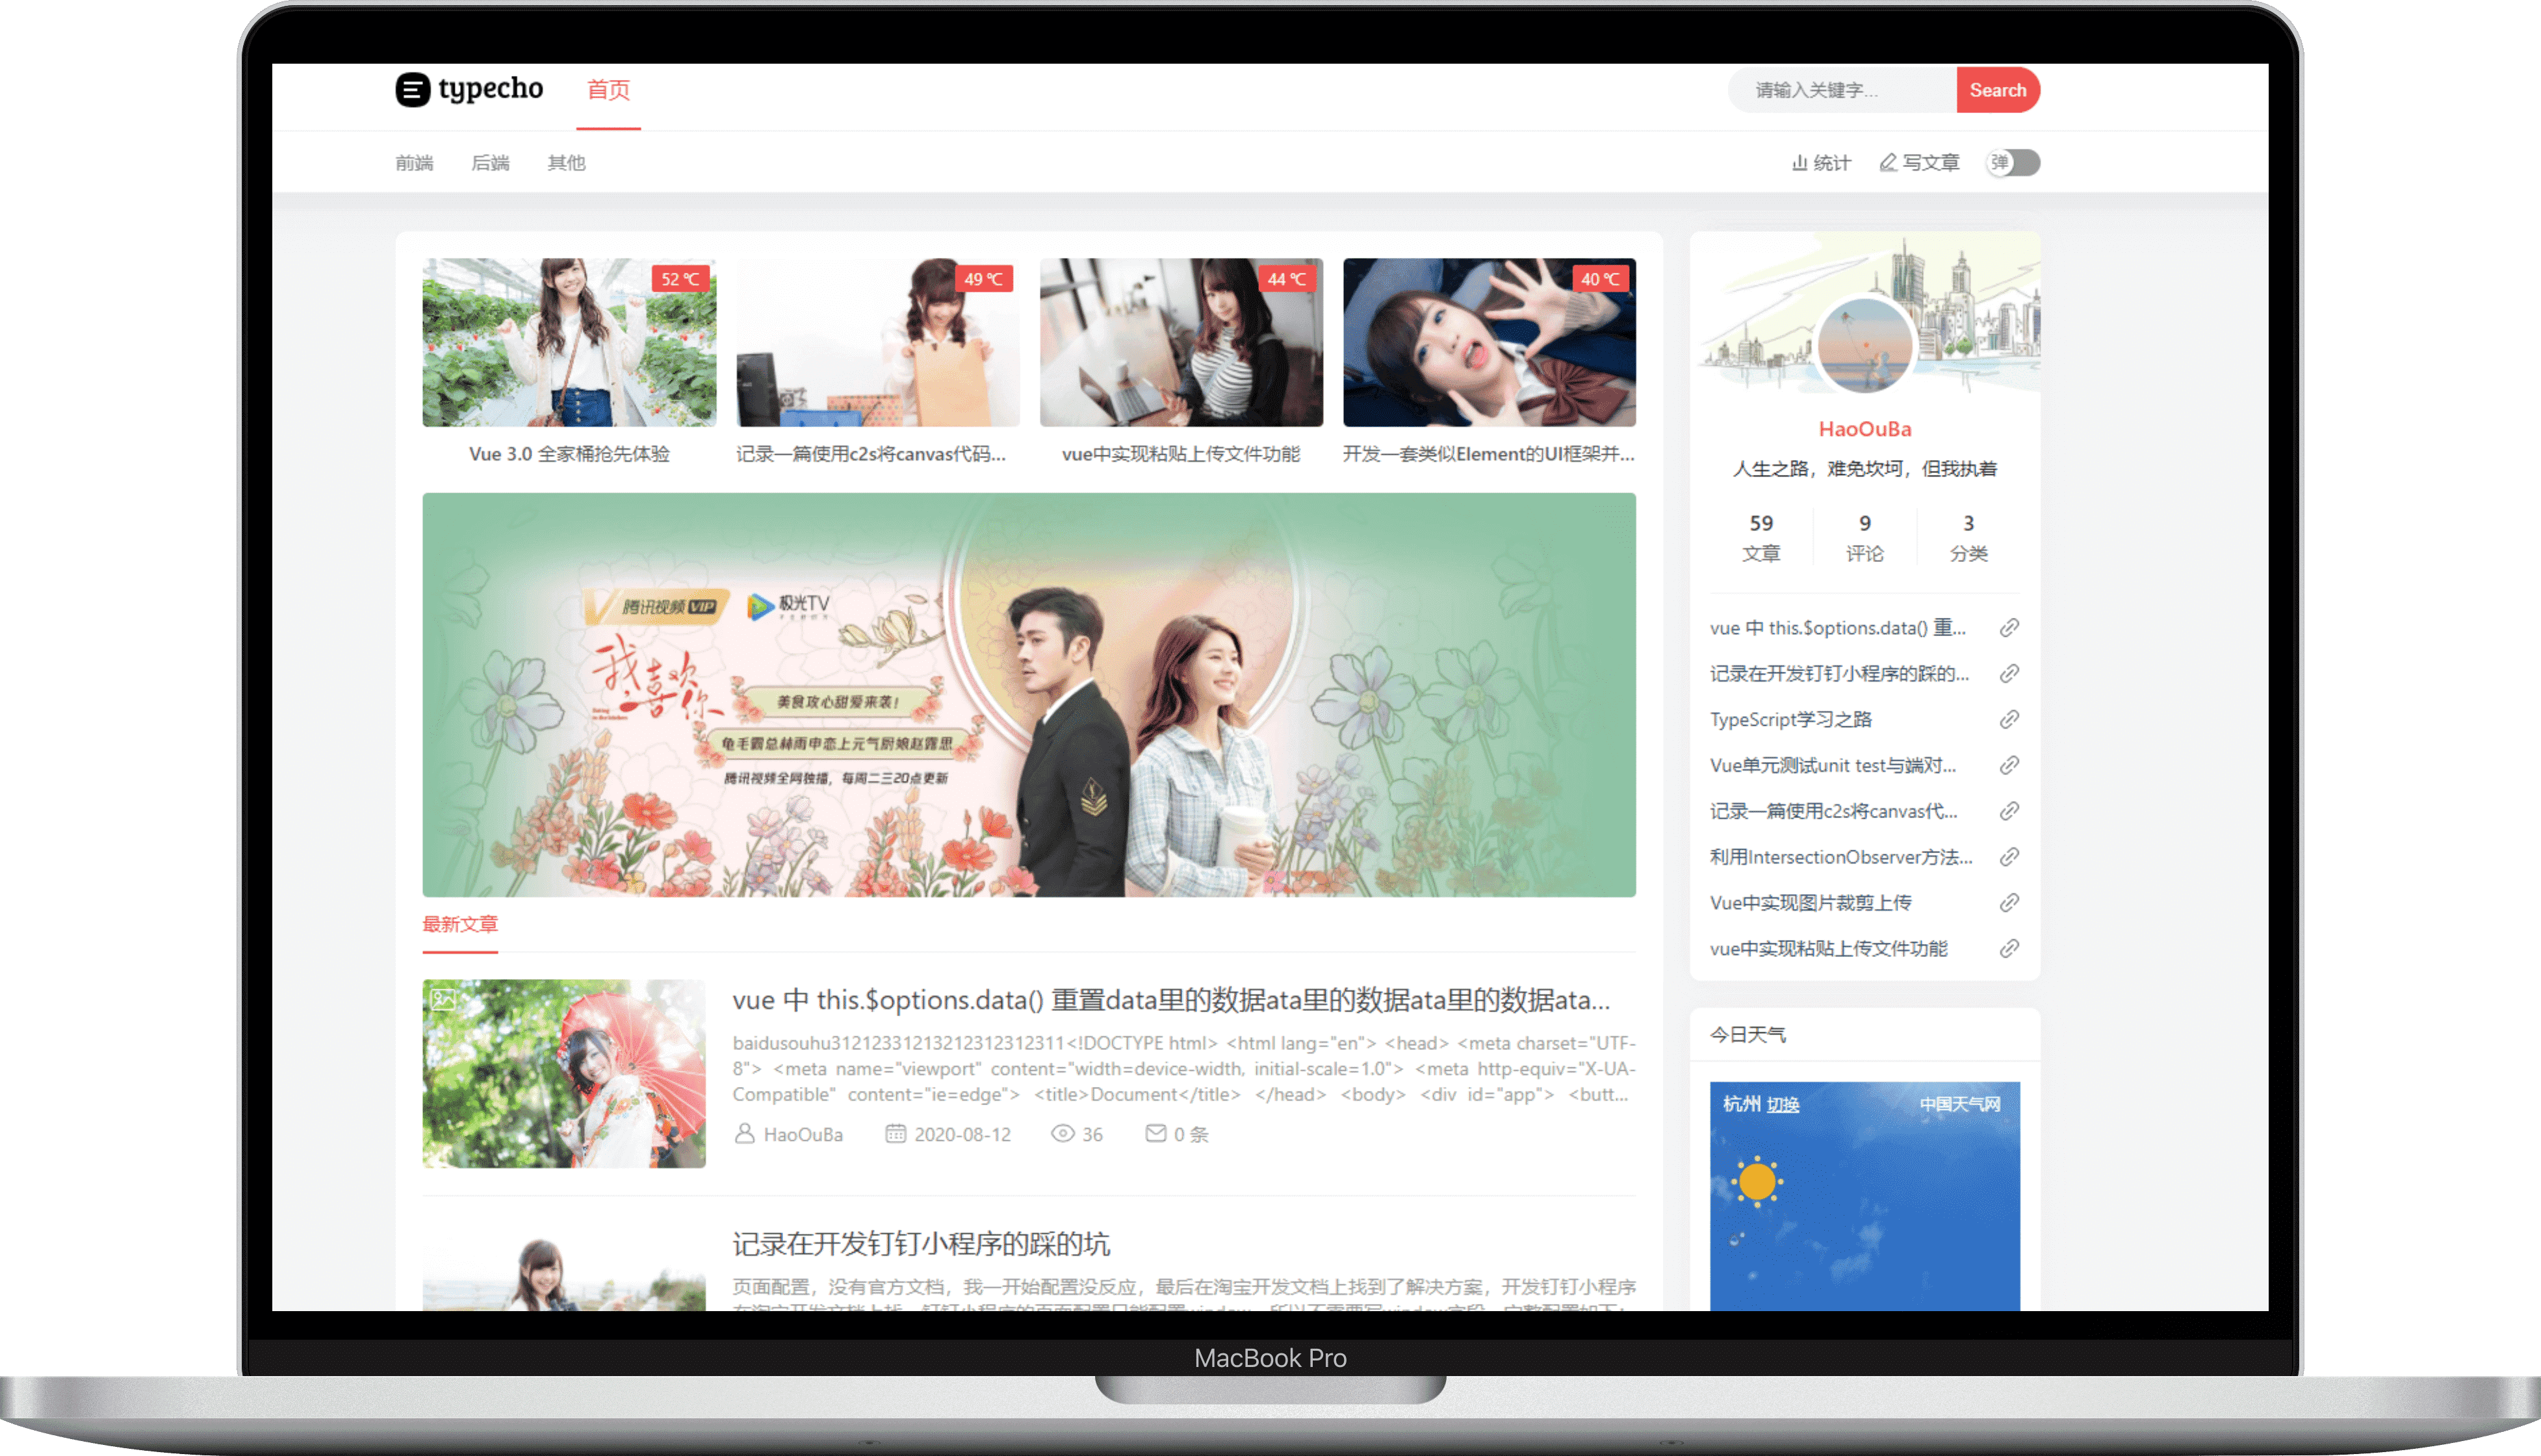 typecho
首页
请输入关键字...
Search
前端
后端
其他
统计
写文章
弹
52 ℃
49 ℃
44 ℃
40 ℃
Vue 3.0 全家桶抢先体验
记录一篇使用c2s将canvas代码...
vue中实现粘贴上传文件功能
开发一套类似Element的UI框架并...
腾讯视频VIP
极光TV
我喜欢你
美食攻心甜爱来袭!
龟毛霸总林雨申恋上元气厨娘赵露思
腾讯视频全网独播，每周二三20点更新
最新文章
vue 中 this.$options.data() 重置data里的数据ata里的数据ata里的数据ata...
baidusouhu31212331213212312312311<!DOCTYPE html> <html lang="en"> <head> <meta charset="UTF-
8"> <meta name="viewport" content="width=device-width, initial-scale=1.0"> <meta http-equiv="X-UA-
Compatible" content="ie=edge"> <title>Document</title> </head> <body> <div id="app"> <butt...
HaoOuBa
2020-08-12
36
0 条
记录在开发钉钉小程序的踩的坑
页面配置，没有官方文档，我一开始配置没反应，最后在淘宝开发文档上找到了解决方案，开发钉钉小程序
HaoOuBa
人生之路，难免坎坷，但我执着
59
文章
9
评论
3
分类
vue 中 this.$options.data() 重...
记录在开发钉钉小程序的踩的...
TypeScript学习之路
Vue单元测试unit test与端对...
记录一篇使用c2s将canvas代...
利用IntersectionObserver方法...
Vue中实现图片裁剪上传
vue中实现粘贴上传文件功能
今日天气
杭州 切换
中国天气网
MacBook Pro